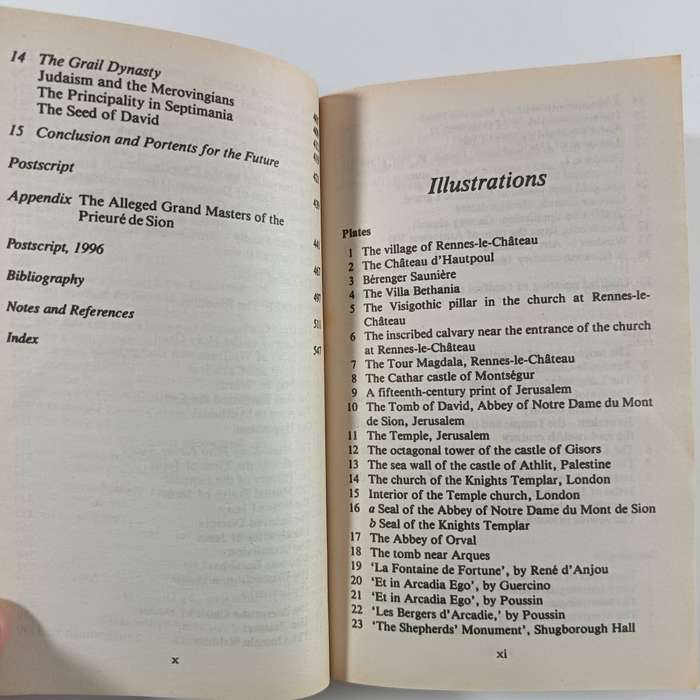 14 The Grail Dynasty
Judaism and the Merovingians
The Principality in Septimania
The Seed of David
15 Conclusion and Portents for the Future
Postscript
Appendix The Alleged Grand Masters of the
Prieuré de Sion
Postscript, 1996
Bibliography
Notes and References
Index
441
467
497
511
547
x
Illustrations
Plates
1 The village of Rennes-le-Château
2 The Château d'Hautpoul
3 Bérenger Saunière
4 The Villa Bethania
5 The Visigothic pillar in the church at Rennes-le-
Château
6 The inscribed calvary near the entrance of the church
at Rennes-le-Château
7 The Tour Magdala, Rennes-le-Château
8 The Cathar castle of Montségur
9 A fifteenth-century print of Jerusalem
10 The Tomb of David, Abbey of Notre Dame du Mont
de Sion, Jerusalem
11 The Temple, Jerusalem
12 The octagonal tower of the castle of Gisors
13 The sea wall of the castle of Athlit, Palestine
14 The church of the Knights Templar, London
15 Interior of the Temple church, London
16 a Seal of the Abbey of Notre Dame du Mont de Sion
b Seal of the Knights Templar
17 The Abbey of Orval
18 The tomb near Arques
19 'La Fontaine de Fortune', by René d'Anjou
20 'Et in Arcadia Ego', by Guercino
21 'Et in Arcadia Ego', by Poussin
22 'Les Bergers d'Arcadie,' by Poussin
23 'The Shepherds' Monument', Shugborough Hall
xi